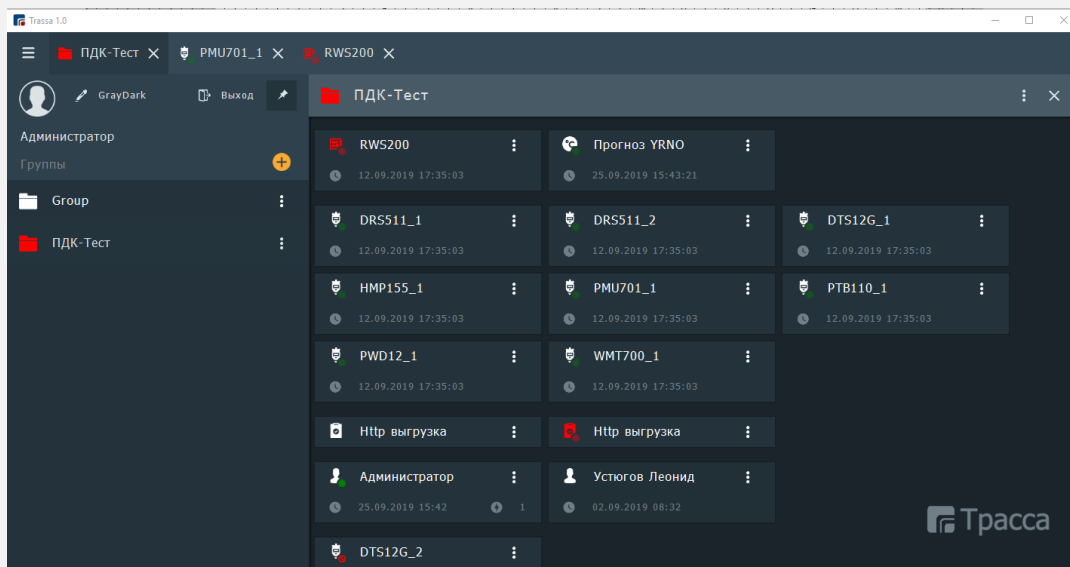 Trassa 1.0
ПДК-Тест PMU701_1 RWS200
GrayDark Выход
ПДК-Тест
Администратор
Группы
Group
ПДК-Тест
RWS200 Прогноз YRNO
12.09.2019 17:35:03 25.09.2019 15:43:21
DRS511_1 DRS511_2 DTS12G_1
12.09.2019 17:35:03 12.09.2019 17:35:03 12.09.2019 17:35:03
HMP155_1 PMU701_1 PTB110_1
12.09.2019 17:35:03 12.09.2019 17:35:03 12.09.2019 17:35:03
PWD12_1 WMT700_1
12.09.2019 17:35:03 12.09.2019 17:35:03
Http выгрузка Http выгрузка
Администратор Устюгов Леонид
25.09.2019 15:42 1 02.09.2019 08:32
Трасса
DTS12G_2